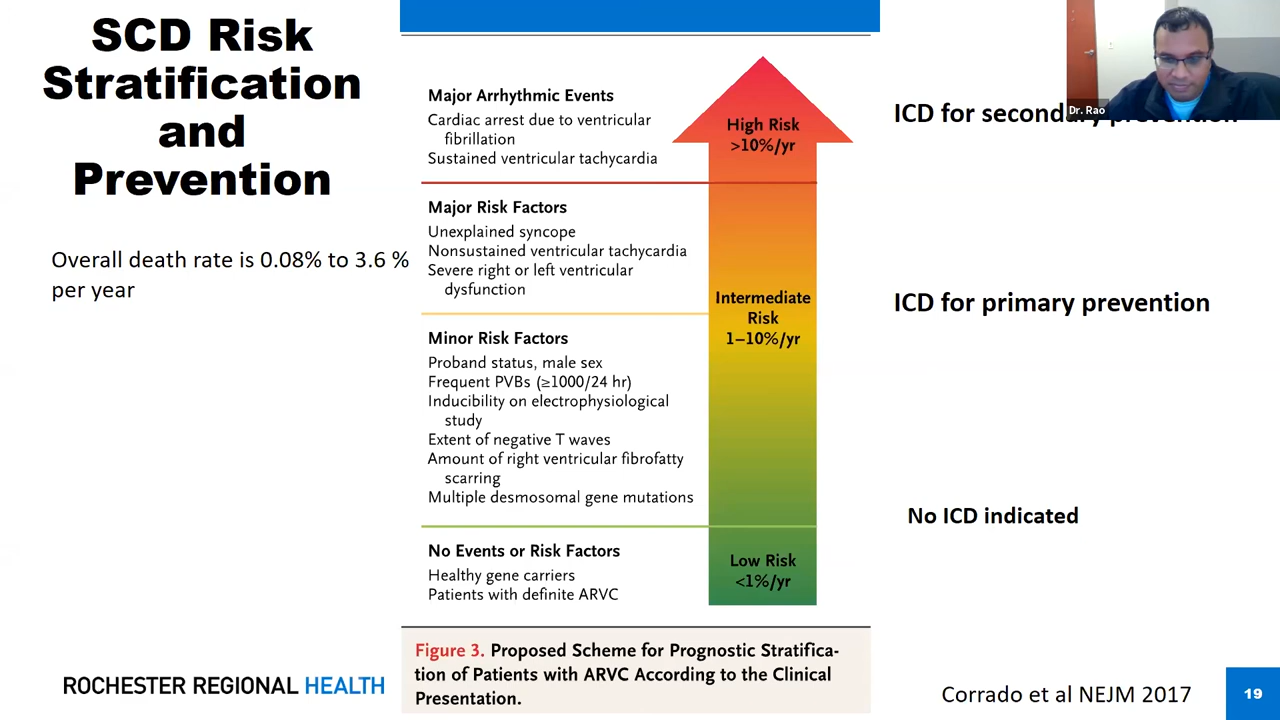 SCD Risk
Stratification
and
Prevention
Overall death rate is 0.08% to 3.6 %
per year
Major Arrhythmic Events
Cardiac arrest due to ventricular
fibrillation
Sustained ventricular tachycardia
High Risk
>10%/yr
Major Risk Factors
Unexplained syncope
Nonsustained ventricular tachycardia
Severe right or left ventricular
dysfunction
Intermediate
Risk
1–10%/yr
Minor Risk Factors
Proband status, male sex
Frequent PVBs (≥1000/24 hr)
Inducibility on electrophysiological
study
Extent of negative T waves
Amount of right ventricular fibrofatty
scarring
Multiple desmosomal gene mutations
No Events or Risk Factors
Healthy gene carriers
Patients with definite ARVC
Low Risk
<1%/yr
Figure 3. Proposed Scheme for Prognostic Stratifica-
tion of Patients with ARVC According to the Clinical
Presentation.
Dr. Rao
ICD for secondary prevention
ICD for primary prevention
No ICD indicated
ROCHESTER REGIONAL HEALTH
Corrado et al NEJM 2017
19